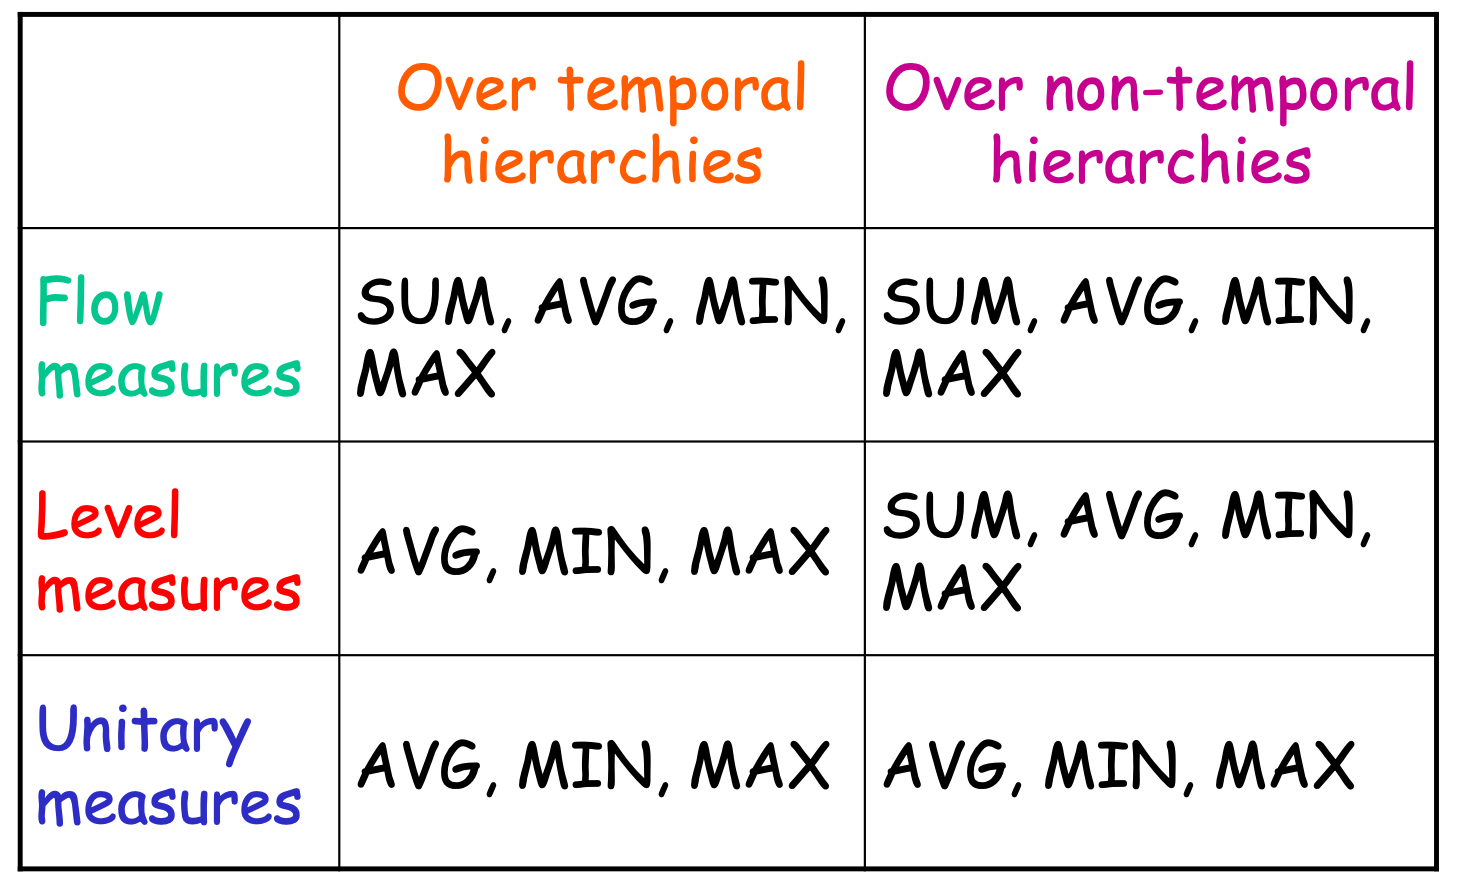 Over temporal
hierarchies
Over non-temporal
hierarchies
Flow
measures
SUM, AVG, MIN,
MAX
SUM, AVG, MIN,
MAX
Level
measures
AVG, MIN, MAX
SUM, AVG, MIN,
MAX
Unitary
measures
AVG, MIN, MAX
AVG, MIN, MAX